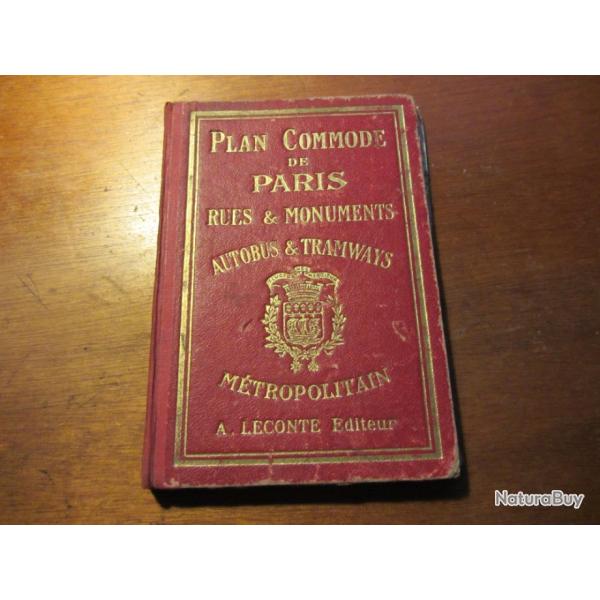 PLAN COMMODE
DE
PARIS
RUES & MONUMENTS
AUTOBUS & TRAMWAYS
MÉTROPOLITAIN
A. LECONTE Editeur
NaturaBuy